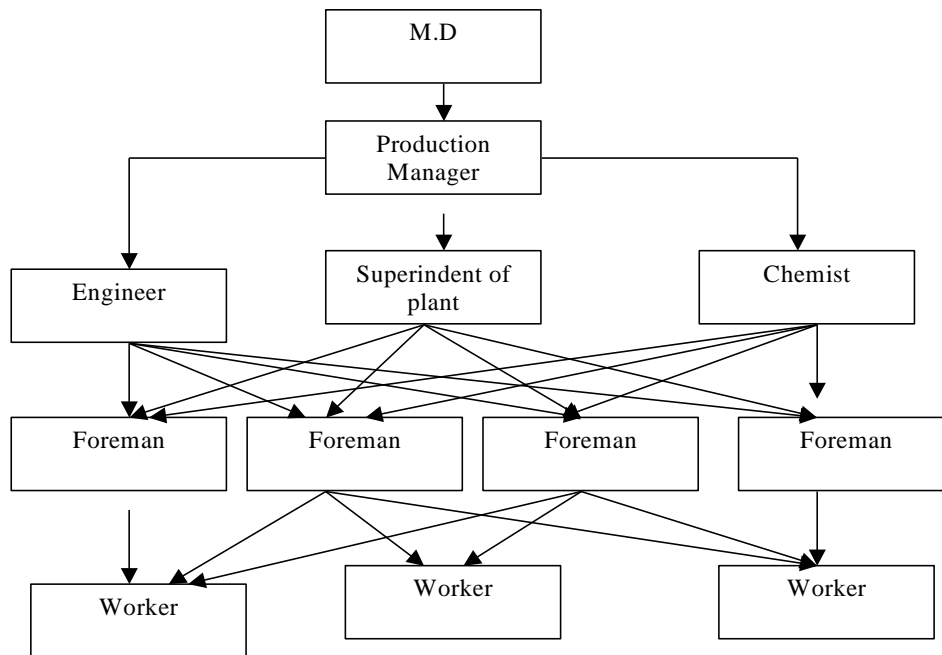 M.D
Production
Manager
Engineer
Superindent of
plant
Chemist
Foreman
Foreman
Foreman
Foreman
Worker
Worker
Worker